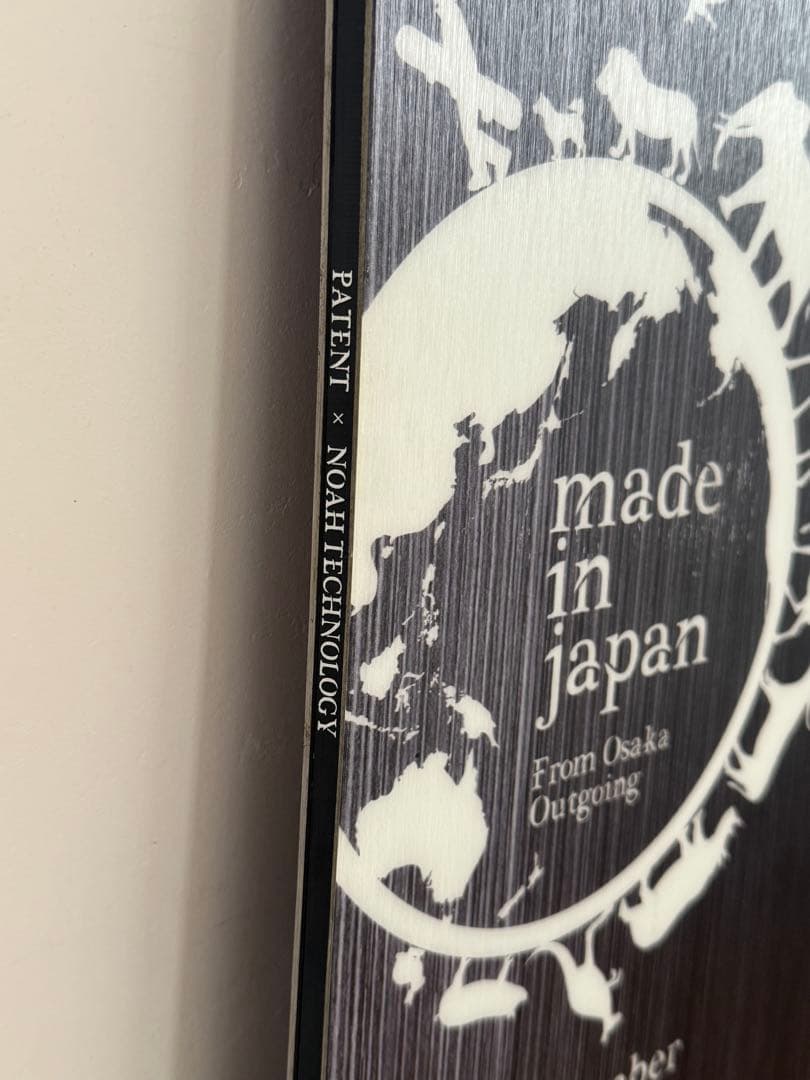 PATENT × NOAH TECHNOLOGY
made
in
japan
From Osaka
Outgoing